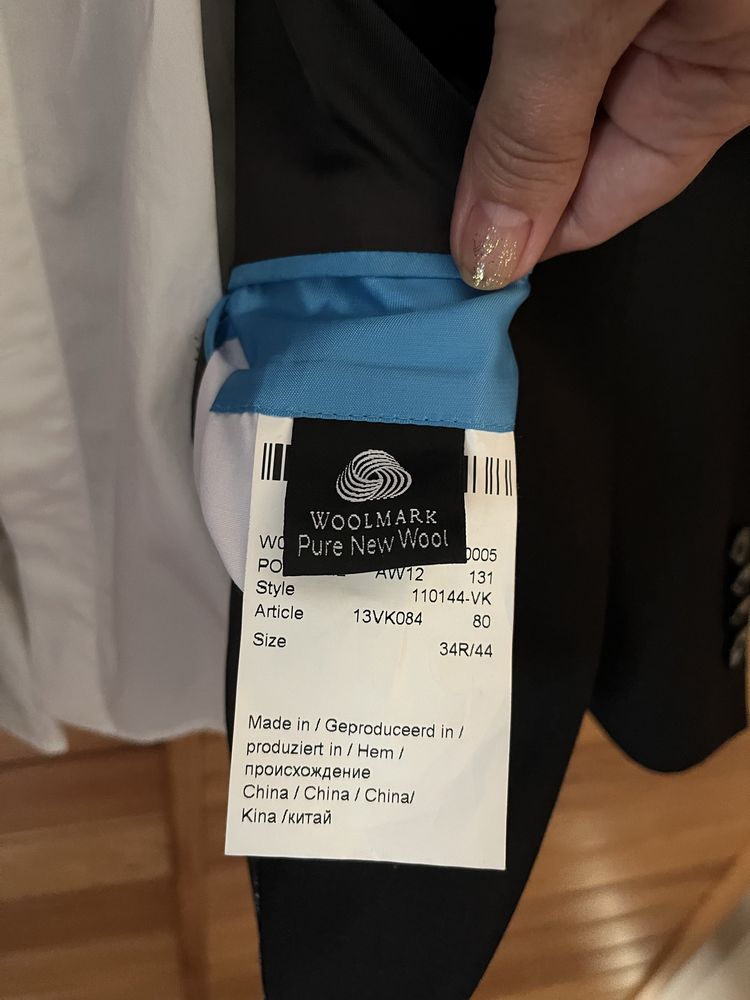 WOOLMARK
Pure New Wool
0005
AW12 131
Style 110144-VK
Article 13VK084 80
Size 34R/44
Made in / Geproduceerd in /
produziert in / Hem /
происхождение
China / China / China/
Kina /китай